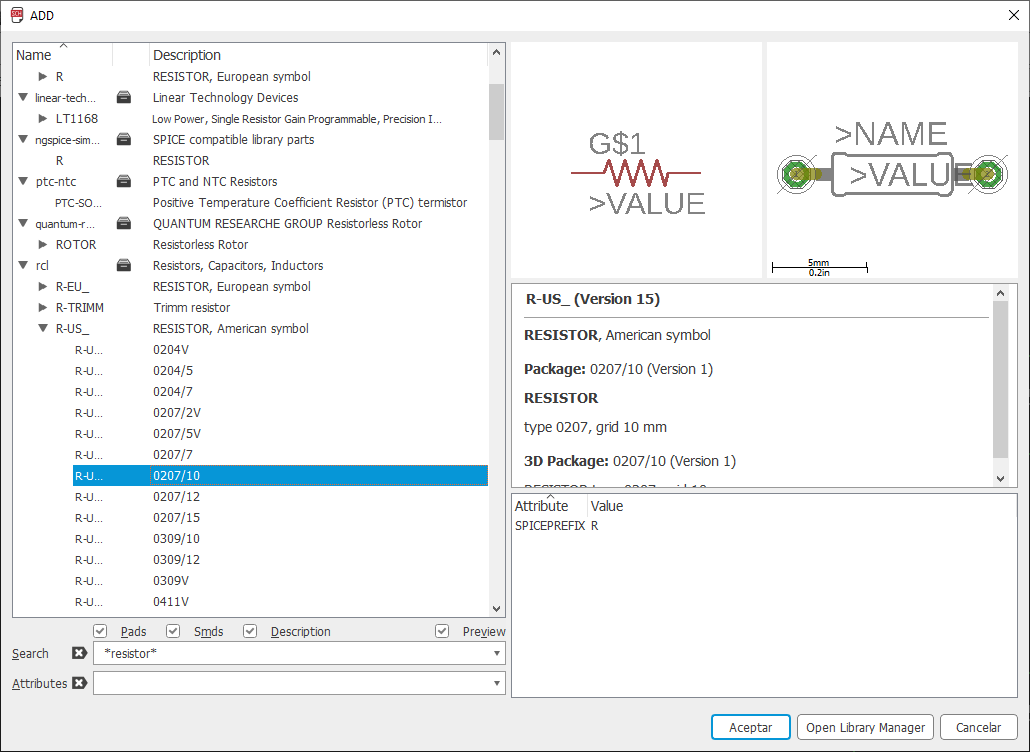 ADD
Name Description
R RESISTOR, European symbol
linear-tech... Linear Technology Devices
LT1168 Low Power, Single Resistor Gain Programmable, Precision I...
ngspice-sim... SPICE compatible library parts
R RESISTOR
ptc-ntc PTC and NTC Resistors
PTC-SO... Positive Temperature Coefficient Resistor (PTC) termistor
quantum-r... QUANTUM RESEARCHE GROUP Resistorless Rotor
ROTOR Resistorless Rotor
rcl Resistors, Capacitors, Inductors
R-EU_ RESISTOR, European symbol
R-TRIMM Trimm resistor
R-US_ RESISTOR, American symbol
R-U... 0204V
R-U... 0204/5
R-U... 0204/7
R-U... 0207/2V
R-U... 0207/5V
R-U... 0207/7
R-U... 0207/10
R-U... 0207/12
R-U... 0207/15
R-U... 0309/10
R-U... 0309/12
R-U... 0309V
R-U... 0411V
Pads Smds Description Preview
Search *resistor*
Attributes
G$1
>VALUE
>NAME
>VALUE
5mm
0.2in
R-US_ (Version 15)
RESISTOR, American symbol
Package: 0207/10 (Version 1)
RESISTOR
type 0207, grid 10 mm
3D Package: 0207/10 (Version 1)
Attribute Value
SPICEPREFIX R
Aceptar Open Library Manager Cancelar